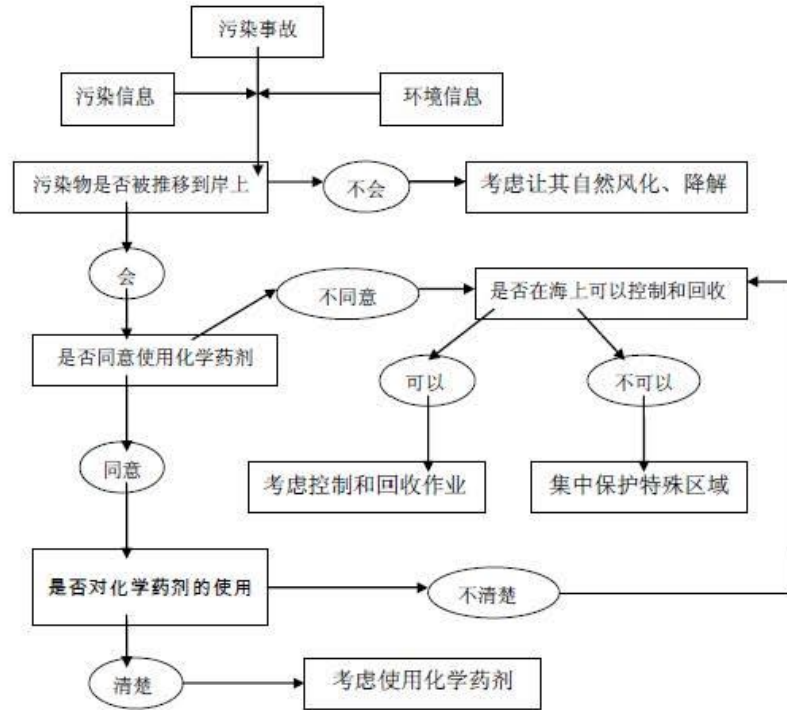 污染事故
污染信息
环境信息
污染物是否被推移到岸上
不会
考虑让其自然风化、降解
会
不同意
是否在海上可以控制和回收
是否同意使用化学药剂
可以
不可以
同意
考虑控制和回收作业
集中保护特殊区域
是否对化学药剂的使用
不清楚
清楚
考虑使用化学药剂